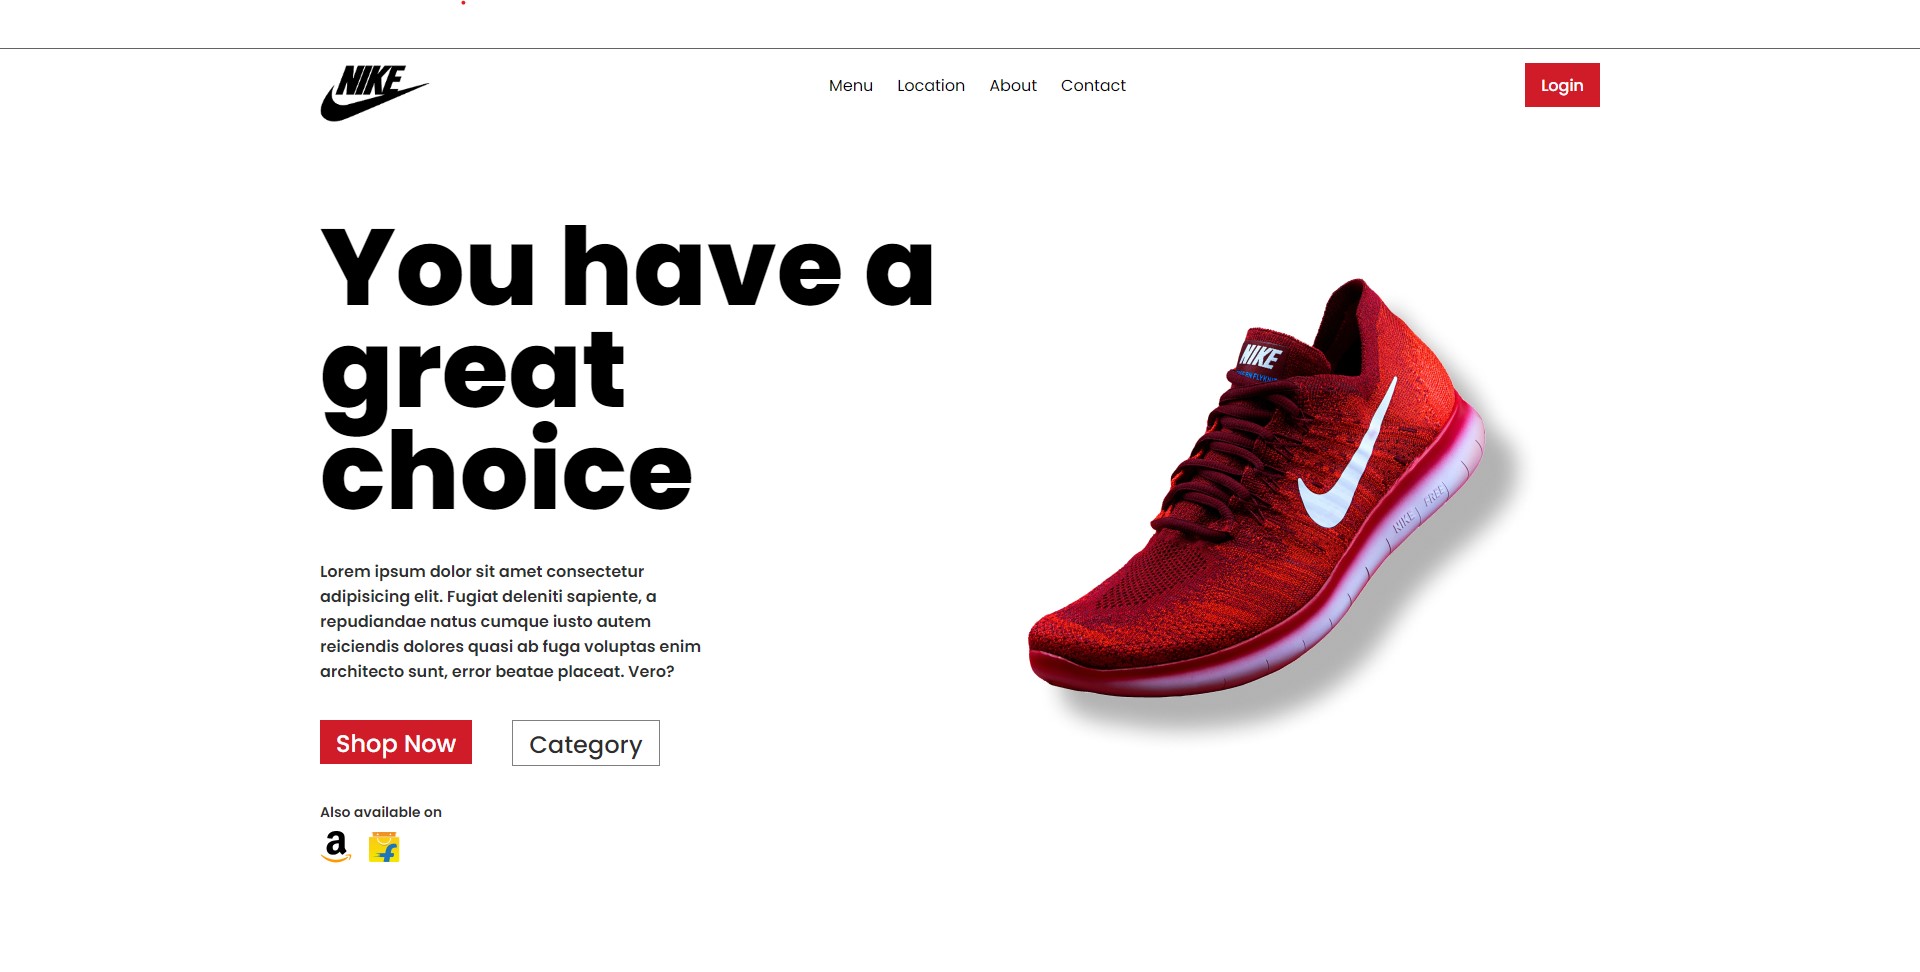 NIKE
Menu Location About Contact
Login
You have a
great
choice
Lorem ipsum dolor sit amet consectetur
adipisicing elit. Fugiat deleniti sapiente, a
repudiandae natus cumque iusto autem
reiciendis dolores quasi ab fuga voluptas enim
architecto sunt, error beatae placeat. Vero?
Shop Now
Category
Also available on
a
f
NIKE
NIKE FREE